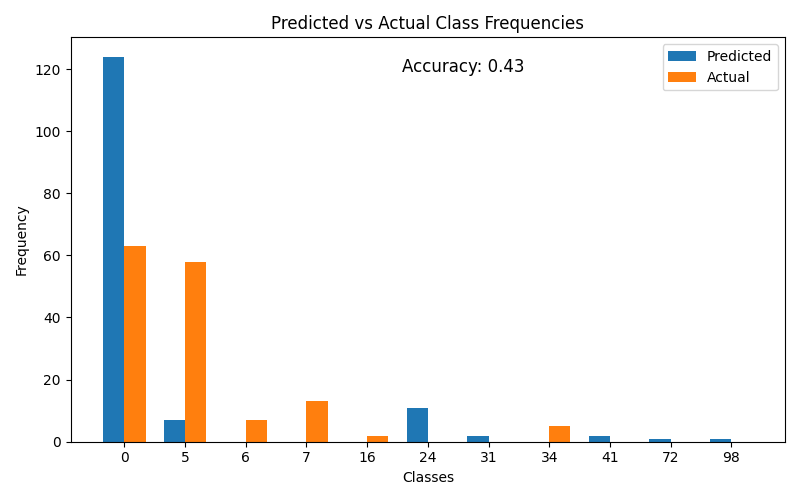 Predicted vs Actual Class Frequencies
Accuracy: 0.43
Predicted
Actual
120
100
80
60
40
20
0
Frequency
0 5 6 7 16 24 31 34 41 72 98
Classes